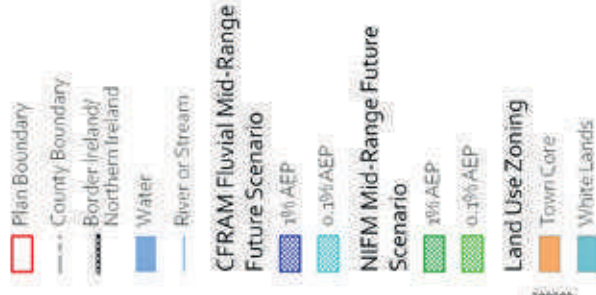 Plan Boundary
County Boundary
Border Ireland/
Northern Ireland
Water
River or Stream
CFRAM Fluvial Mid-Range
Future Scenario
1% AEP
0.1% AEP
NIFM Mid-Range Future
Scenario
1% AEP
0.1% AEP
Land Use Zoning
Town Core
White Lands